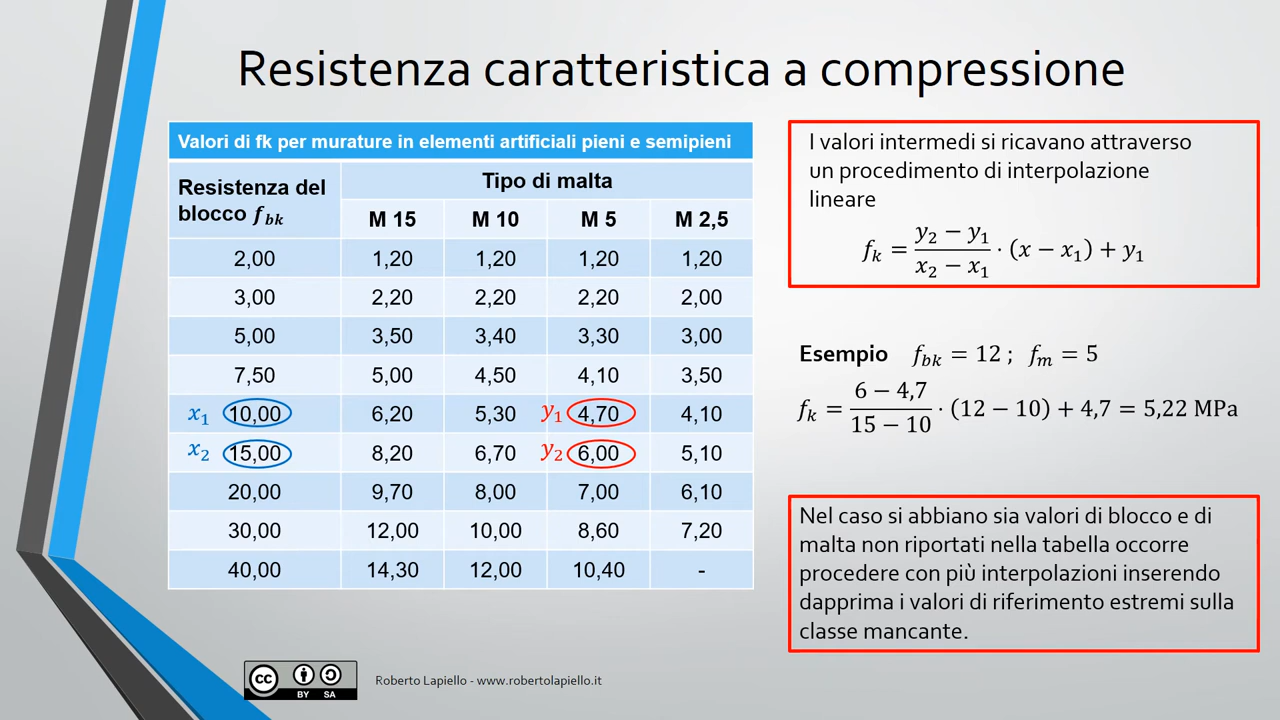 Resistenza caratteristica a compressione
Valori di fk per murature in elementi artificiali pieni e semipieni
Resistenza del blocco f_bk
Tipo di malta
M 15 M 10 M 5 M 2,5
2,00 1,20 1,20 1,20 1,20
3,00 2,20 2,20 2,20 2,00
5,00 3,50 3,40 3,30 3,00
7,50 5,00 4,50 4,10 3,50
x₁ 10,00 6,20 5,30 y₁ 4,70 4,10
x₂ 15,00 8,20 6,70 y₂ 6,00 5,10
20,00 9,70 8,00 7,00 6,10
30,00 12,00 10,00 8,60 7,20
40,00 14,30 12,00 10,40 -
I valori intermedi si ricavano attraverso
un procedimento di interpolazione
lineare
f_k = (y₂ − y₁)/(x₂ − x₁) · (x − x₁) + y₁
Esempio f_bk = 12 ; f_m = 5
f_k = (6 − 4,7)/(15 − 10) · (12 − 10) + 4,7 = 5,22 MPa
Nel caso si abbiano sia valori di blocco e di
malta non riportati nella tabella occorre
procedere con più interpolazioni inserendo
dapprima i valori di riferimento estremi sulla
classe mancante.
cc BY SA
Roberto Lapiello - www.robertolapiello.it